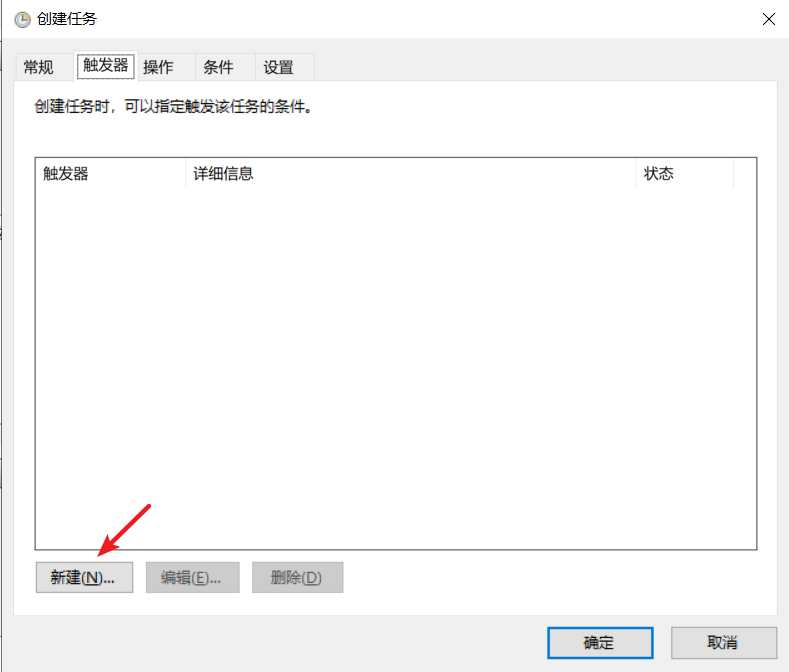 创建任务
常规 触发器 操作 条件 设置
创建任务时，可以指定触发该任务的条件。
触发器 详细信息 状态
新建(N)... 编辑(E)... 删除(D)
确定 取消